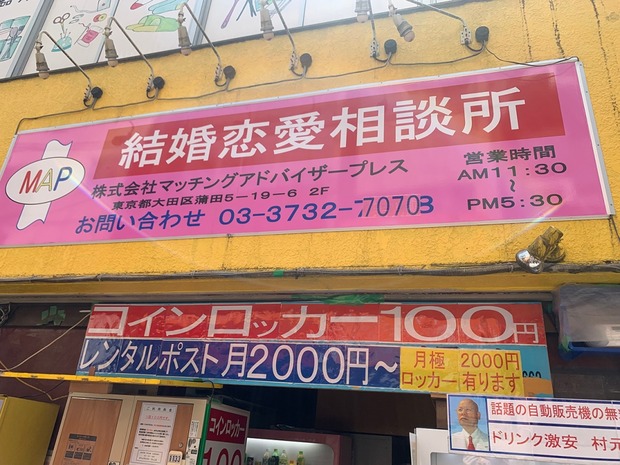 MAP
結婚恋愛相談所
株式会社マッチングアドバイザープレス
東京都大田区蒲田5-19-6 2F
お問い合わせ 03-3732-7070
営業時間
AM11:30
~
PM5:30
コインロッカー100円
レンタルポスト月2000円~
月極 2000円
ロッカー有ります
コインロッカー
話題の自動販売機の無
ドリンク激安 村元